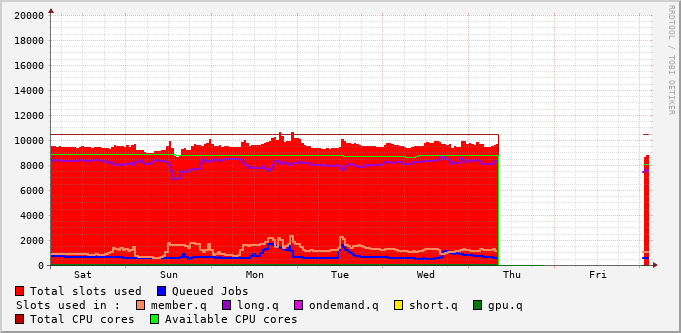 20000
18000
16000
14000
12000
10000
8000
6000
4000
2000
0
Sat Sun Mon Tue Wed Thu Fri
RRDTOOL / TOBI OETIKER
Total slots used Queued Jobs
Slots used in : member.q long.q ondemand.q short.q gpu.q
Total CPU cores Available CPU cores